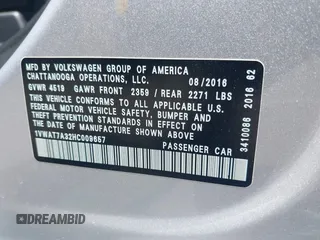 MFD BY VOLKSWAGEN GROUP OF AMERICA
CHATTANOOGA OPERATIONS, LLC. 08/2016
GVWR 4519 GAWR FRONT 2359 / REAR 2271 LBS
THIS VEHICLE CONFORMS TO ALL APPLICABLE U.S.
FEDERAL MOTOR VEHICLE SAFETY, BUMPER AND
THEFT PREVENTION STANDARDS IN EFFECT ON THE
DATE OF MANUFACTURE SHOWN ABOVE.
1VWAT7A32HC009657
PASSENGER CAR
3410086 2016 62
DREAMBID